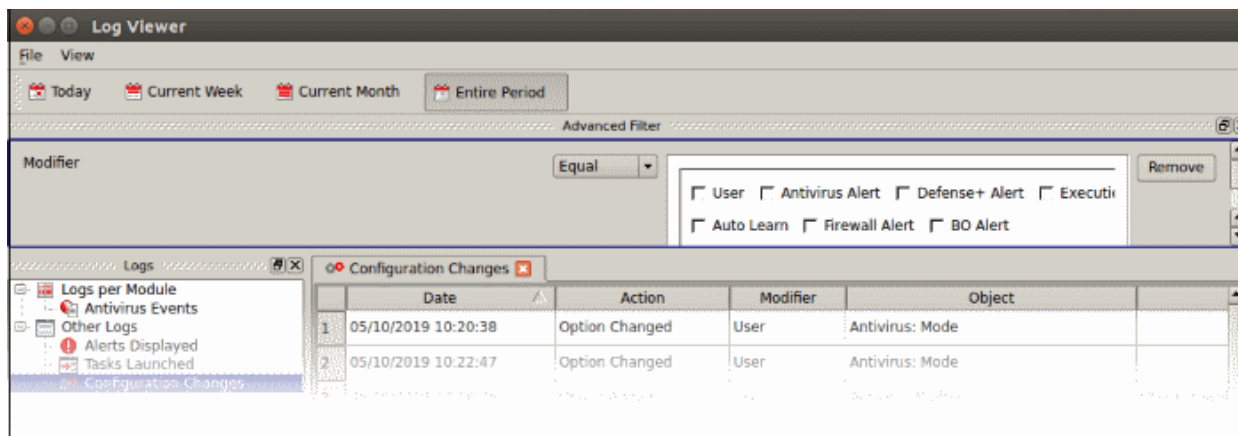 Log Viewer
File View
Today Current Week Current Month Entire Period
Advanced Filter
Modifier Equal Remove
User Antivirus Alert Defense+ Alert
Auto Learn Firewall Alert BO Alert
Logs Configuration Changes
Logs per Module
Antivirus Events
Other Logs
Alerts Displayed
Tasks Launched
Configuration Changes
Date Action Modifier Object
1 05/10/2019 10:20:38 Option Changed User Antivirus: Mode
2 05/10/2019 10:22:47 Option Changed User Antivirus: Mode